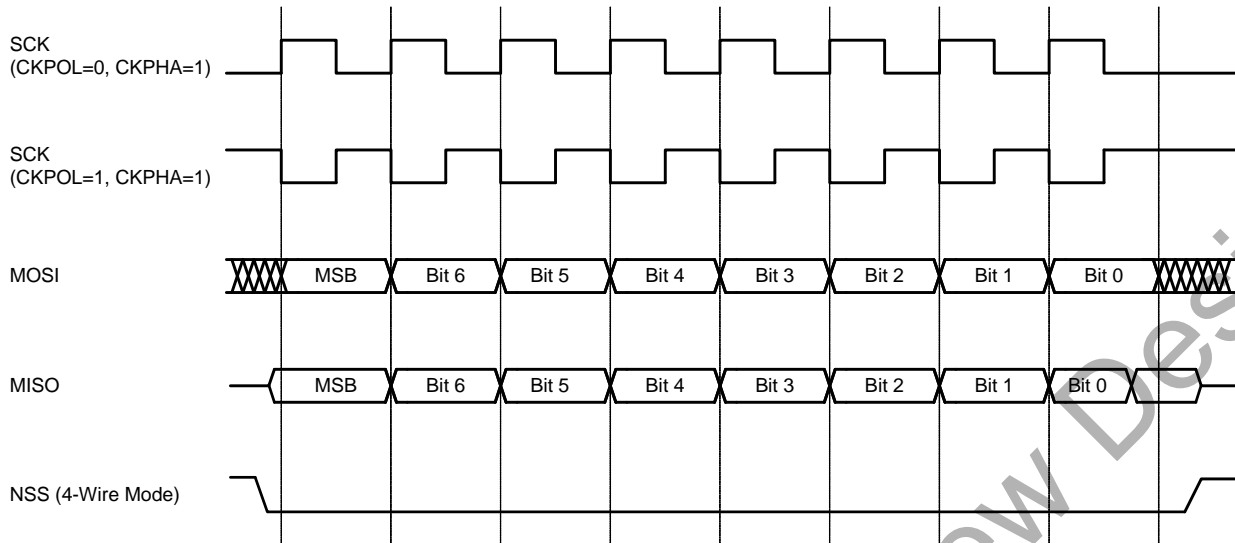 SCK
(CKPOL=0, CKPHA=1)
SCK
(CKPOL=1, CKPHA=1)
MOSI
MSB Bit 6 Bit 5 Bit 4 Bit 3 Bit 2 Bit 1 Bit 0
MISO
MSB Bit 6 Bit 5 Bit 4 Bit 3 Bit 2 Bit 1 Bit 0
NSS (4-Wire Mode)